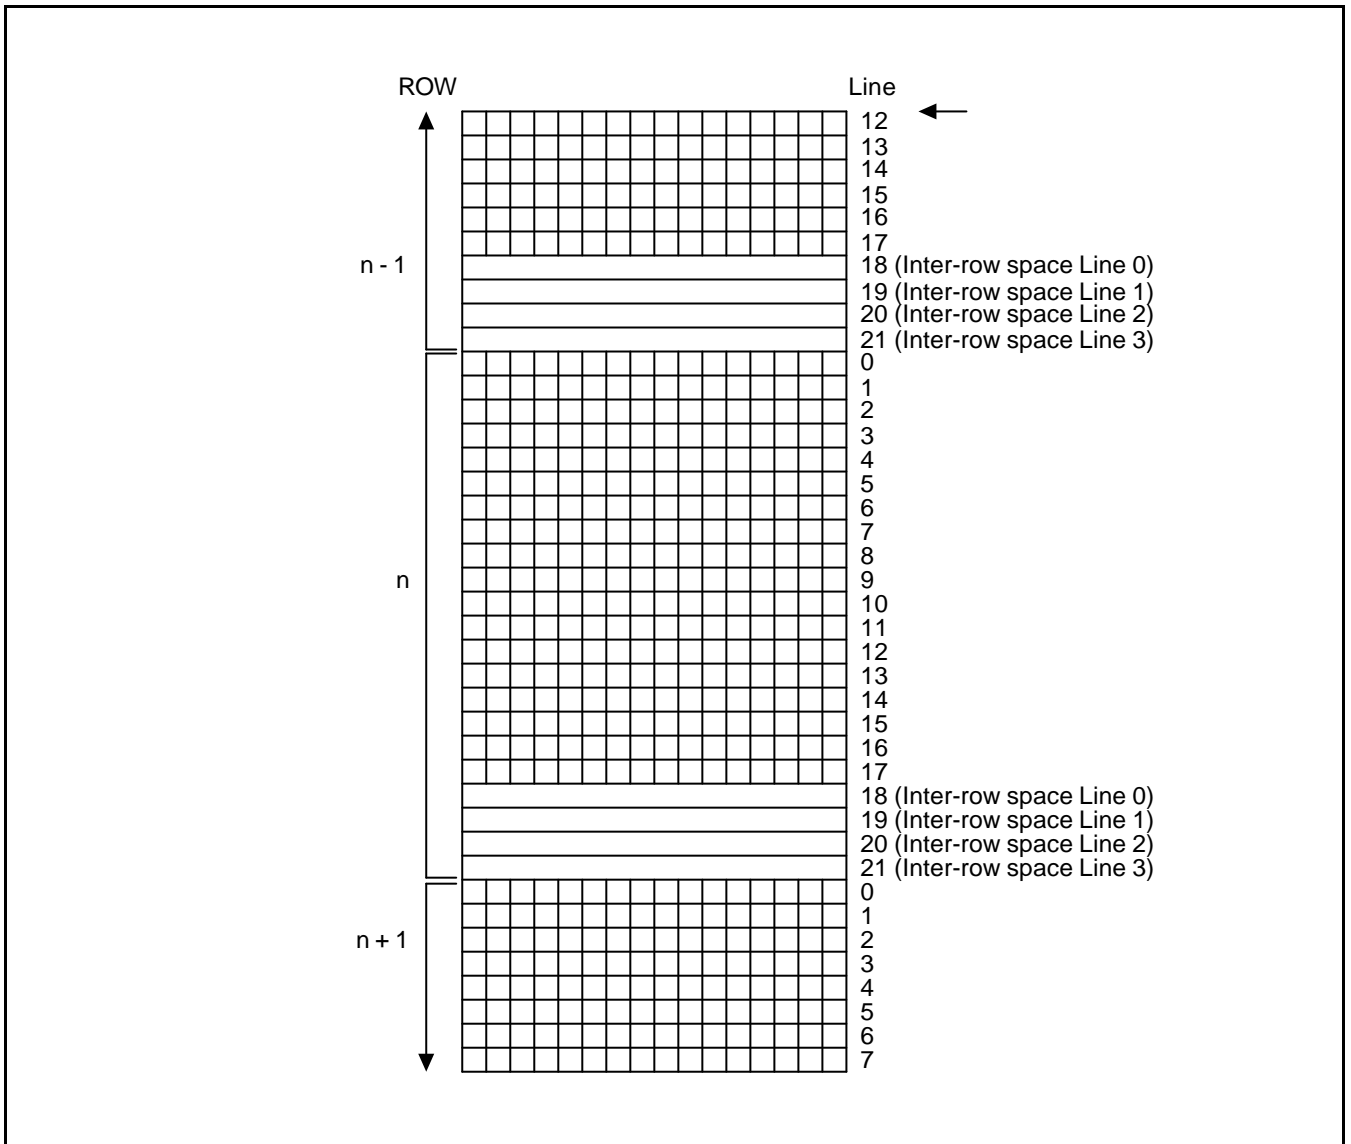 ROW Line
12
13
14
15
16
17
n - 1 18 (Inter-row space Line 0)
19 (Inter-row space Line 1)
20 (Inter-row space Line 2)
21 (Inter-row space Line 3)
0
1
2
3
4
5
6
7
8
n 9
10
11
12
13
14
15
16
17
18 (Inter-row space Line 0)
19 (Inter-row space Line 1)
20 (Inter-row space Line 2)
21 (Inter-row space Line 3)
0
1
n + 1 2
3
4
5
6
7